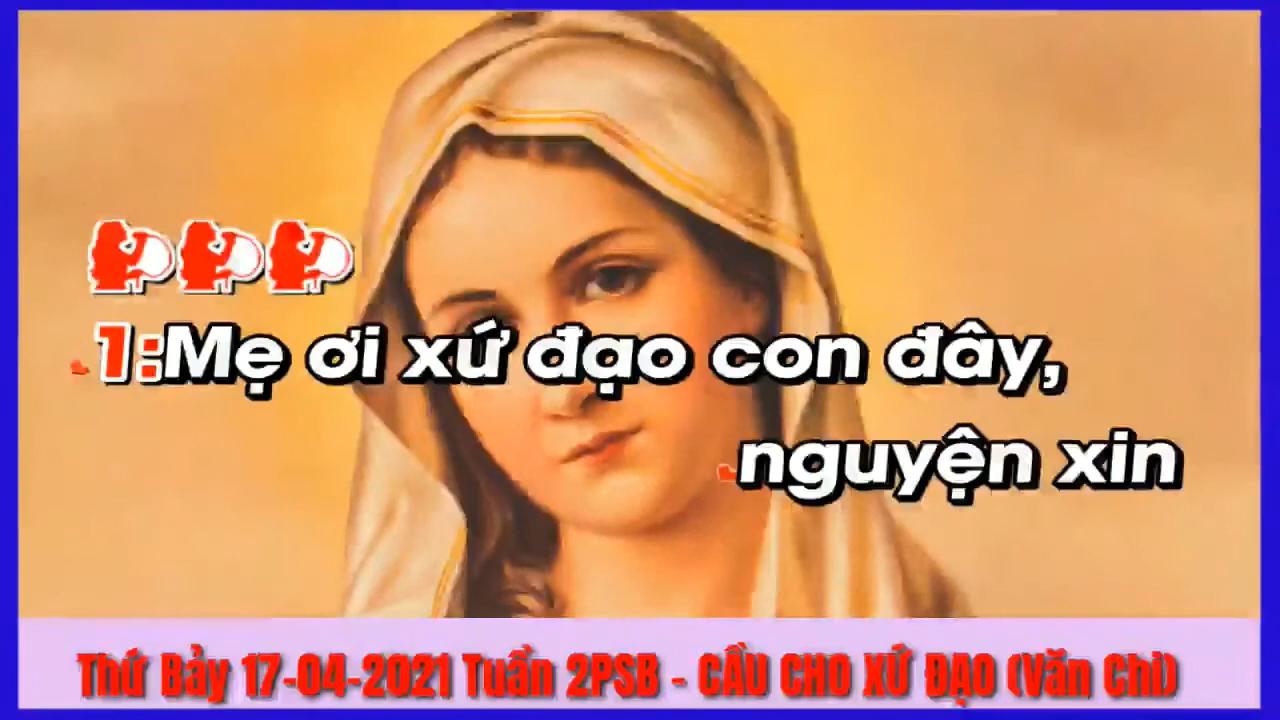 1:Mẹ ơi xứ đạo con đây,
nguyện xin
Thứ Bảy 17-04-2021 Tuần 2PSB - CẦU CHO XỨ ĐẠO (Văn Chi)